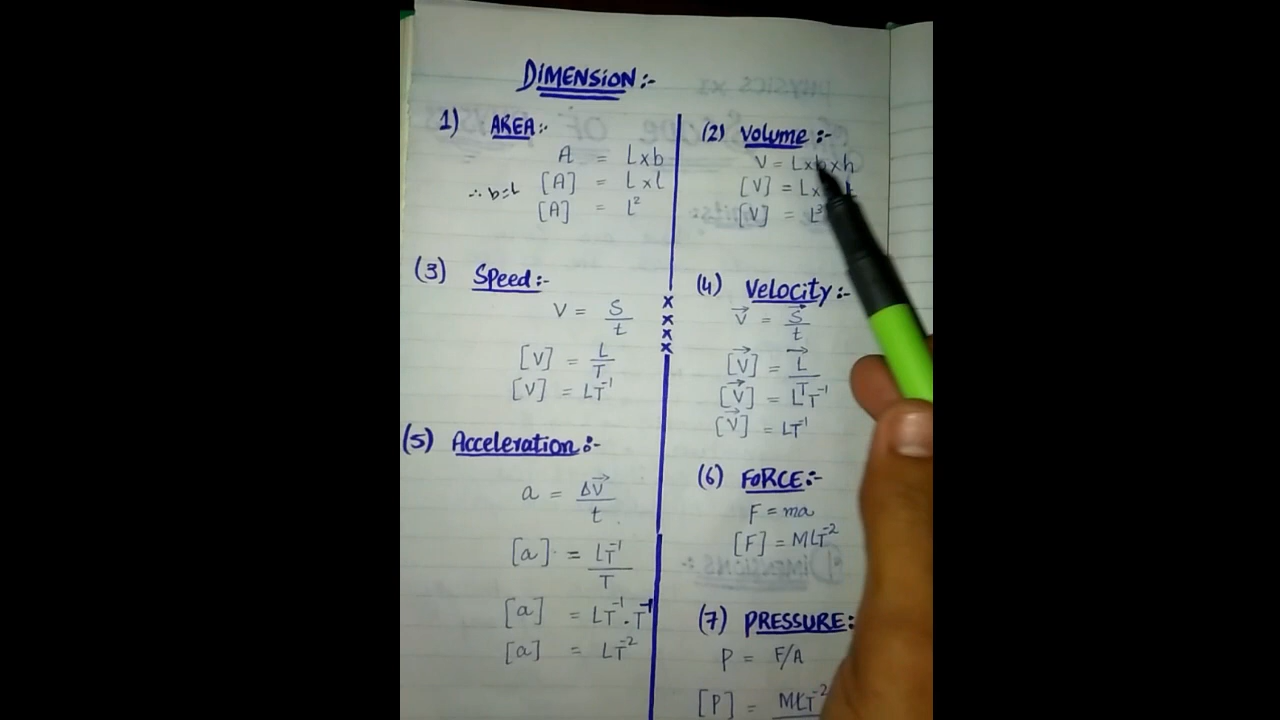 DIMENSION:-
1) AREA:-
A = L x b
∴ b=L [A] = L x L
[A] = L²
(2) Volume :-
V = L x b x h
[V] = L x
[V] = L³
(3) Speed:-
V = S/t
[V] = L/T
[V] = LT⁻¹
(4) Velocity:-
V⃗ = S⃗/t
[V⃗] = L⃗/T
[V⃗] = LT⁻¹
[V⃗] = LT⁻¹
(5) Acceleration:-
a = ΔV⃗/t
[a] = LT⁻¹/T
[a] = LT⁻¹.T⁻¹
[a] = LT⁻²
(6) FORCE:-
F = ma
[F] = MLT⁻²
(7) PRESSURE:
P = F/A
[P] = MLT⁻²